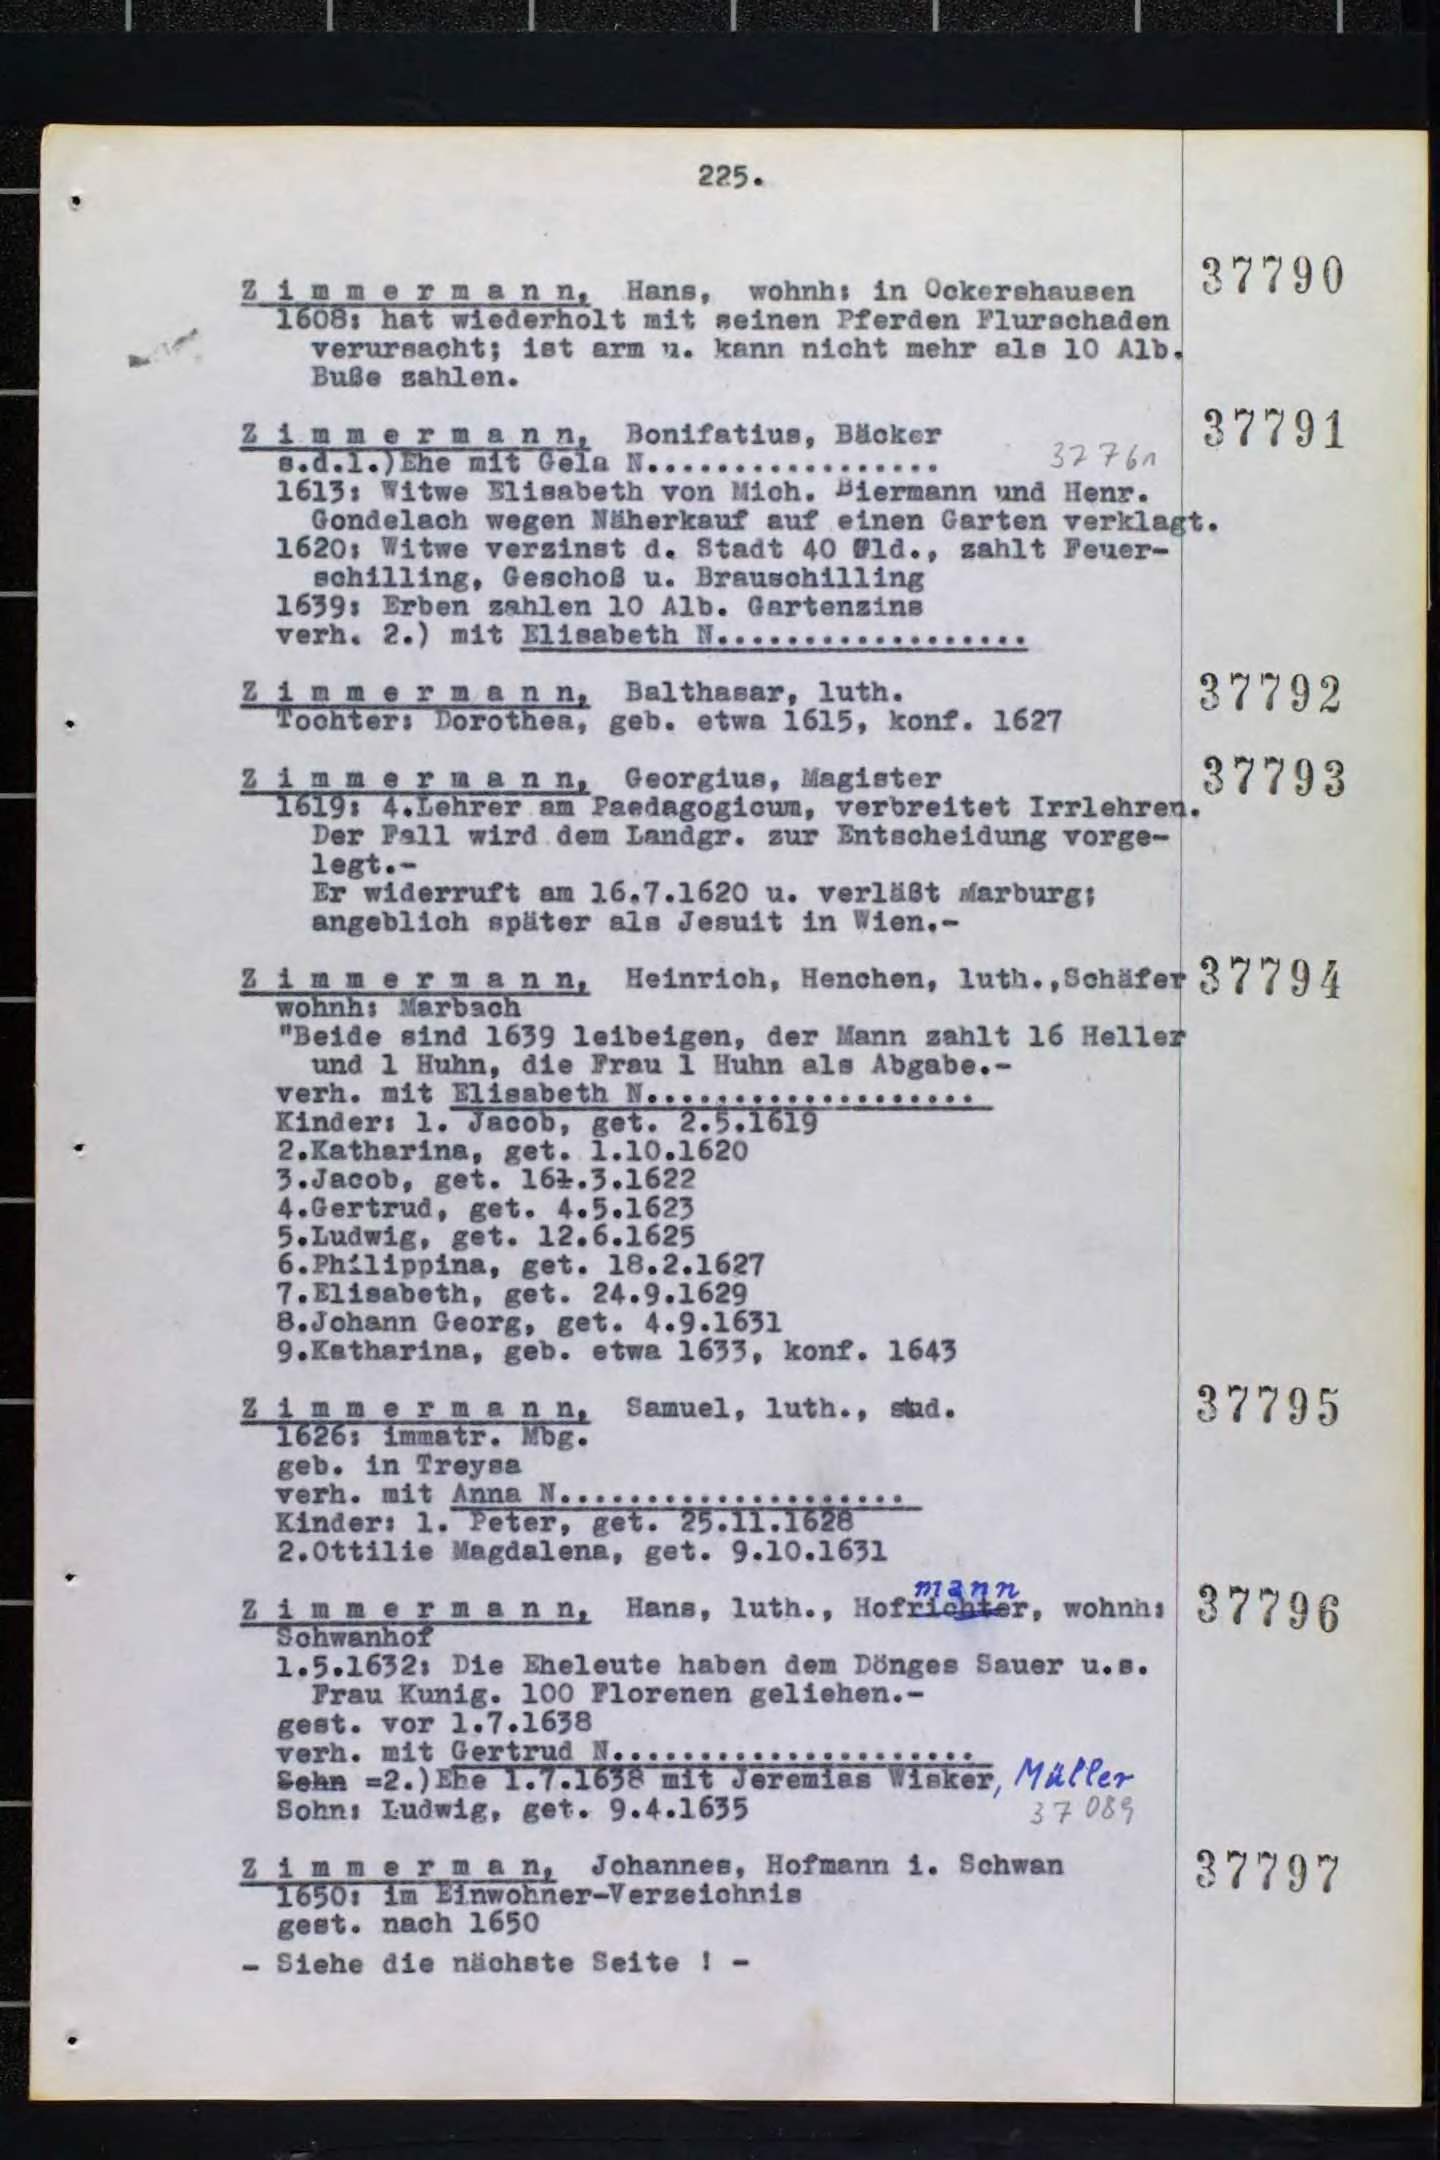 225.
Zimmermann, Hans, wohnh: in Ockershausen 37790
1608: hat wiederholt mit seinen Pferden Flurschaden
verursacht; ist arm u. kann nicht mehr als 10 Alb.
Buße zahlen.
Zimmermann, Bonifatius, Bäcker 37791
s.d.1.)Ehe mit Gela N................. 3276
1613: Witwe Elisabeth von Mich. Biermann und Henr.
Gondelach wegen Näherkauf auf einen Garten verklagt.
1620: Witwe verzinst d. Stadt 40 Gld., zahlt Feuer-
schilling, Geschoß u. Brauschilling
1639: Erben zahlen 10 Alb. Gartenzins
verh. 2.) mit Elisabeth N..................
Zimmermann, Balthasar, luth. 37792
Tochter: Dorothea, geb. etwa 1615, konf. 1627
Zimmermann, Georgius, Magister 37793
1619: 4.Lehrer am Paedagogicum, verbreitet Irrlehren.
Der Fall wird dem Landgr. zur Entscheidung vorge-
legt.-
Er widerruft am 16.7.1620 u. verläßt Marburg;
angeblich später als Jesuit in Wien.-
Zimmermann, Heinrich, Henchen, luth.,Schäfer 37794
wohnh: Marbach
"Beide sind 1639 leibeigen, der Mann zahlt 16 Heller
und 1 Huhn, die Frau 1 Huhn als Abgabe.-
verh. mit Elisabeth N...................
Kinder: 1. Jacob, get. 2.5.1619
2.Katharina, get. 1.10.1620
3.Jacob, get. 161.3.1622
4.Gertrud, get. 4.5.1623
5.Ludwig, get. 12.6.1625
6.Philippina, get. 18.2.1627
7.Elisabeth, get. 24.9.1629
8.Johann Georg, get. 4.9.1631
9.Katharina, geb. etwa 1633, konf. 1643
Zimmermann, Samuel, luth., stud. 37795
1626: immatr. Mbg.
geb. in Treysa
verh. mit Anna N....................
Kinder: 1. Peter, get. 25.11.1628
2.Ottilie Magdalena, get. 9.10.1631
mann
Zimmermann, Hans, luth., Hofrichter, wohnh: 37796
Schwanhof
1.5.1632: Die Eheleute haben dem Dönges Sauer u.s.
Frau Kunig. 100 Florenen geliehen.-
gest. vor 1.7.1638
verh. mit Gertrud N.....................
Sehn =2.)Ehe 1.7.1638 mit Jeremias Wisker, Müller
Sohn: Ludwig, get. 9.4.1635 37089
Zimmerman, Johannes, Hofmann i. Schwan 37797
1650: im Einwohner-Verzeichnis
gest. nach 1650
- Siehe die nächste Seite ! -